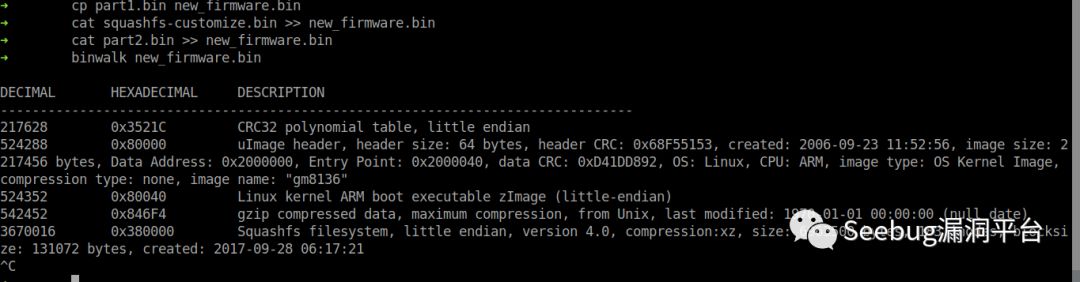 ➜ cp part1.bin new_firmware.bin
➜ cat squashfs-customize.bin >> new_firmware.bin
➜ cat part2.bin >> new_firmware.bin
➜ binwalk new_firmware.bin
DECIMAL HEXADECIMAL DESCRIPTION
--------------------------------------------------------------------------------
217628 0x3521C CRC32 polynomial table, little endian
524288 0x80000 uImage header, header size: 64 bytes, header CRC: 0x68F55153, created: 2006-09-23 11:52:56, image size: 2
217456 bytes, Data Address: 0x2000000, Entry Point: 0x2000040, data CRC: 0xD41DD892, OS: Linux, CPU: ARM, image type: OS Kernel Image,
compression type: none, image name: "gm8136"
524352 0x80040 Linux kernel ARM boot executable zImage (little-endian)
542452 0x846F4 gzip compressed data, maximum compression, from Unix, last modified: 1970-01-01 00:00:00 (null date)
3670016 0x380000 Squashfs filesystem, little endian, version 4.0, compression:xz, size: bytes, blocksi
ze: 131072 bytes, created: 2017-09-28 06:17:21
^C
Seebug漏洞平台